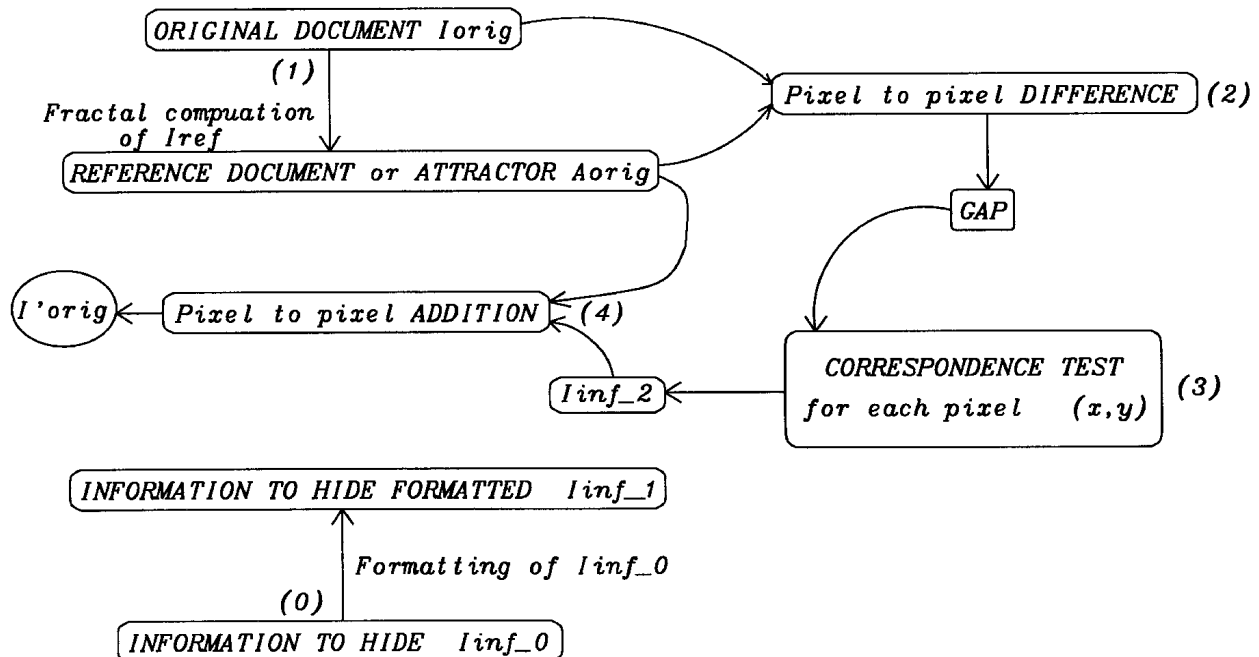 ORIGINAL DOCUMENT Iorig
(1)
Fractal compuation
of Iref
Pixel to pixel DIFFERENCE
(2)
REFERENCE DOCUMENT or ATTRACTOR Aorig
GAP
I'orig
Pixel to pixel ADDITION
(4)
CORRESPONDENCE TEST
for each pixel (x,y)
(3)
Iinf_2
INFORMATION TO HIDE FORMATTED Iinf_1
Formatting of Iinf_0
(0)
INFORMATION TO HIDE Iinf_0